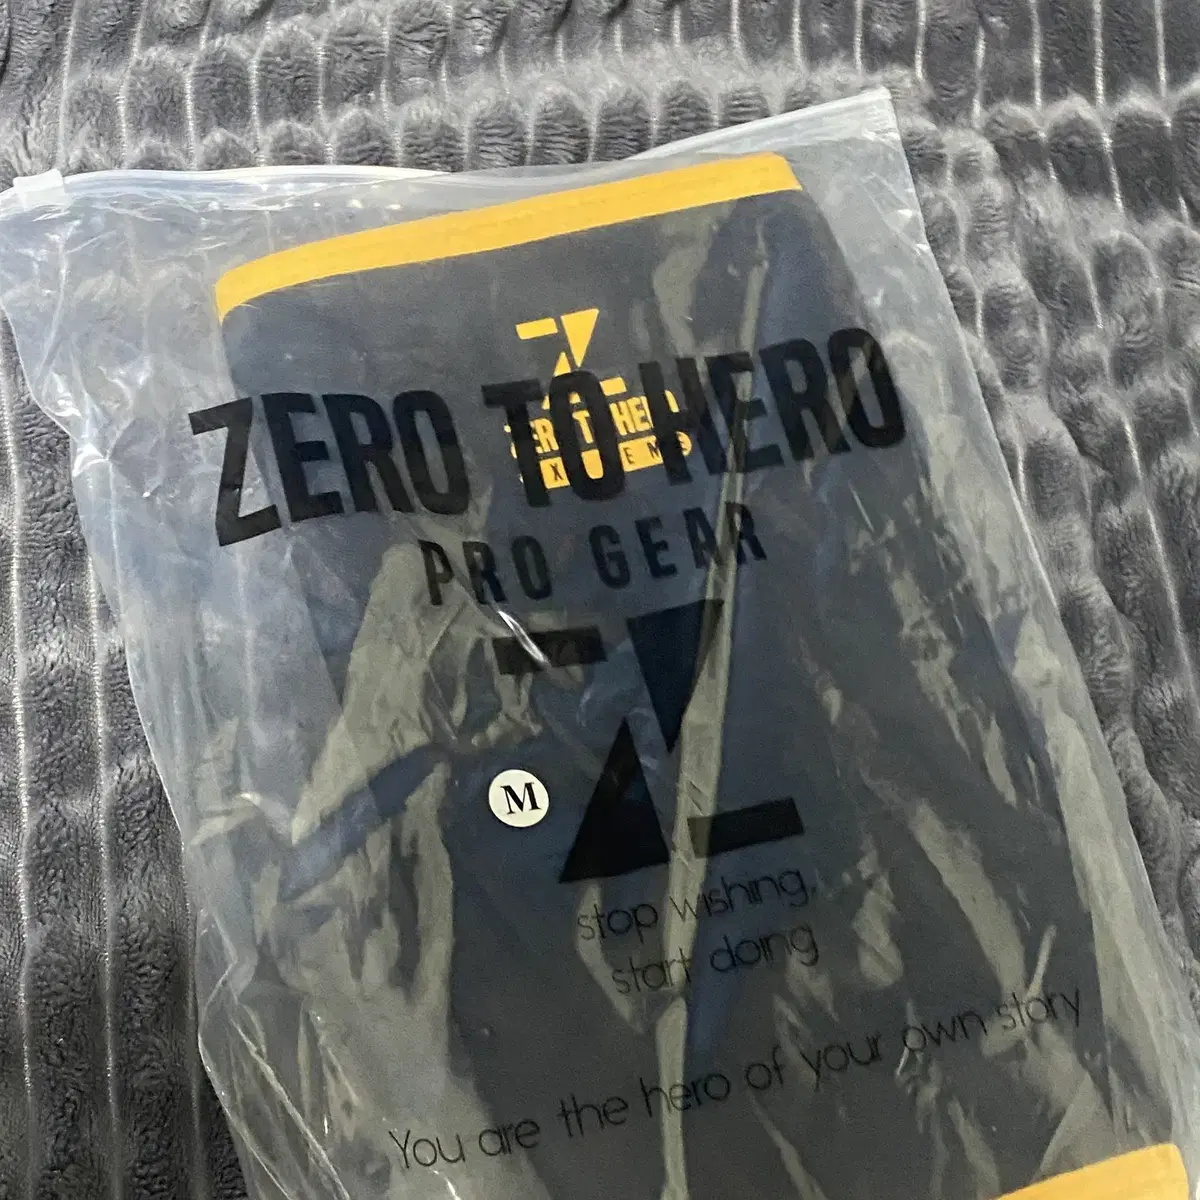 ZERO TO HERO
PRO GEAR
M
stop wishing,
start doing
You are the hero of your own story